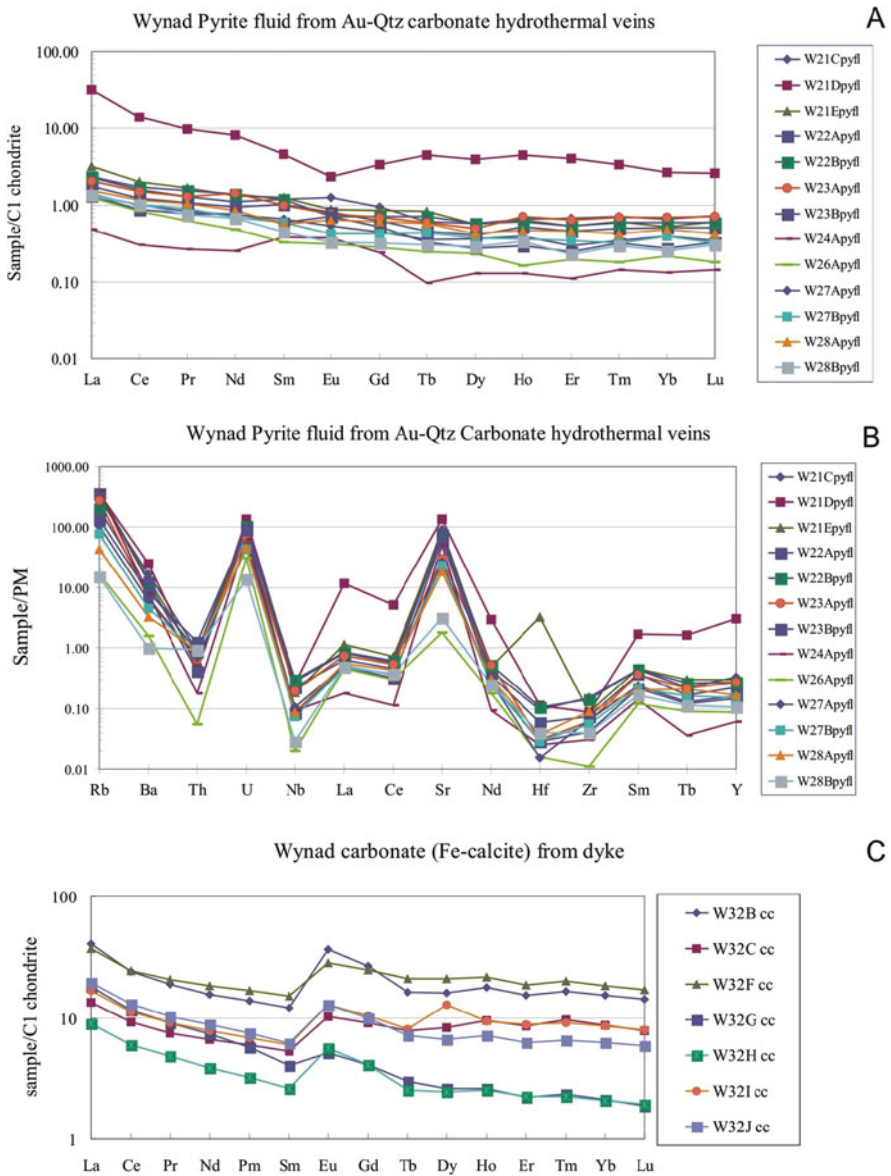 Wynad Pyrite fluid from Au-Qtz carbonate hydrothermal veins
A
100.00
10.00
1.00
0.10
0.01
Sample/C1 chondrite
La Ce Pr Nd Sm Eu Gd Tb Dy Ho Er Tm Yb Lu
W21Cpyfl
W21Dpyfl
W21Epyfl
W22Apyfl
W22Bpyfl
W23Apyfl
W23Bpyfl
W24Apyfl
W26Apyfl
W27Apyfl
W27Bpyfl
W28Apyfl
W28Bpyfl
Wynad Pyrite fluid from Au-Qtz Carbonate hydrothermal veins
B
1000.00
100.00
10.00
1.00
0.10
0.01
Sample/PM
Rb Ba Th U Nb La Ce Sr Nd Hf Zr Sm Tb Y
W21Cpyfl
W21Dpyfl
W21Epyfl
W22Apyfl
W22Bpyfl
W23Apyfl
W23Bpyfl
W24Apyfl
W26Apyfl
W27Apyfl
W27Bpyfl
W28Apyfl
W28Bpyfl
Wynad carbonate (Fe-calcite) from dyke
C
100
10
1
sample/C1 chondrite
La Ce Pr Nd Pm Sm Eu Gd Tb Dy Ho Er Tm Yb Lu
W32B cc
W32C cc
W32F cc
W32G cc
W32H cc
W32I cc
W32J cc